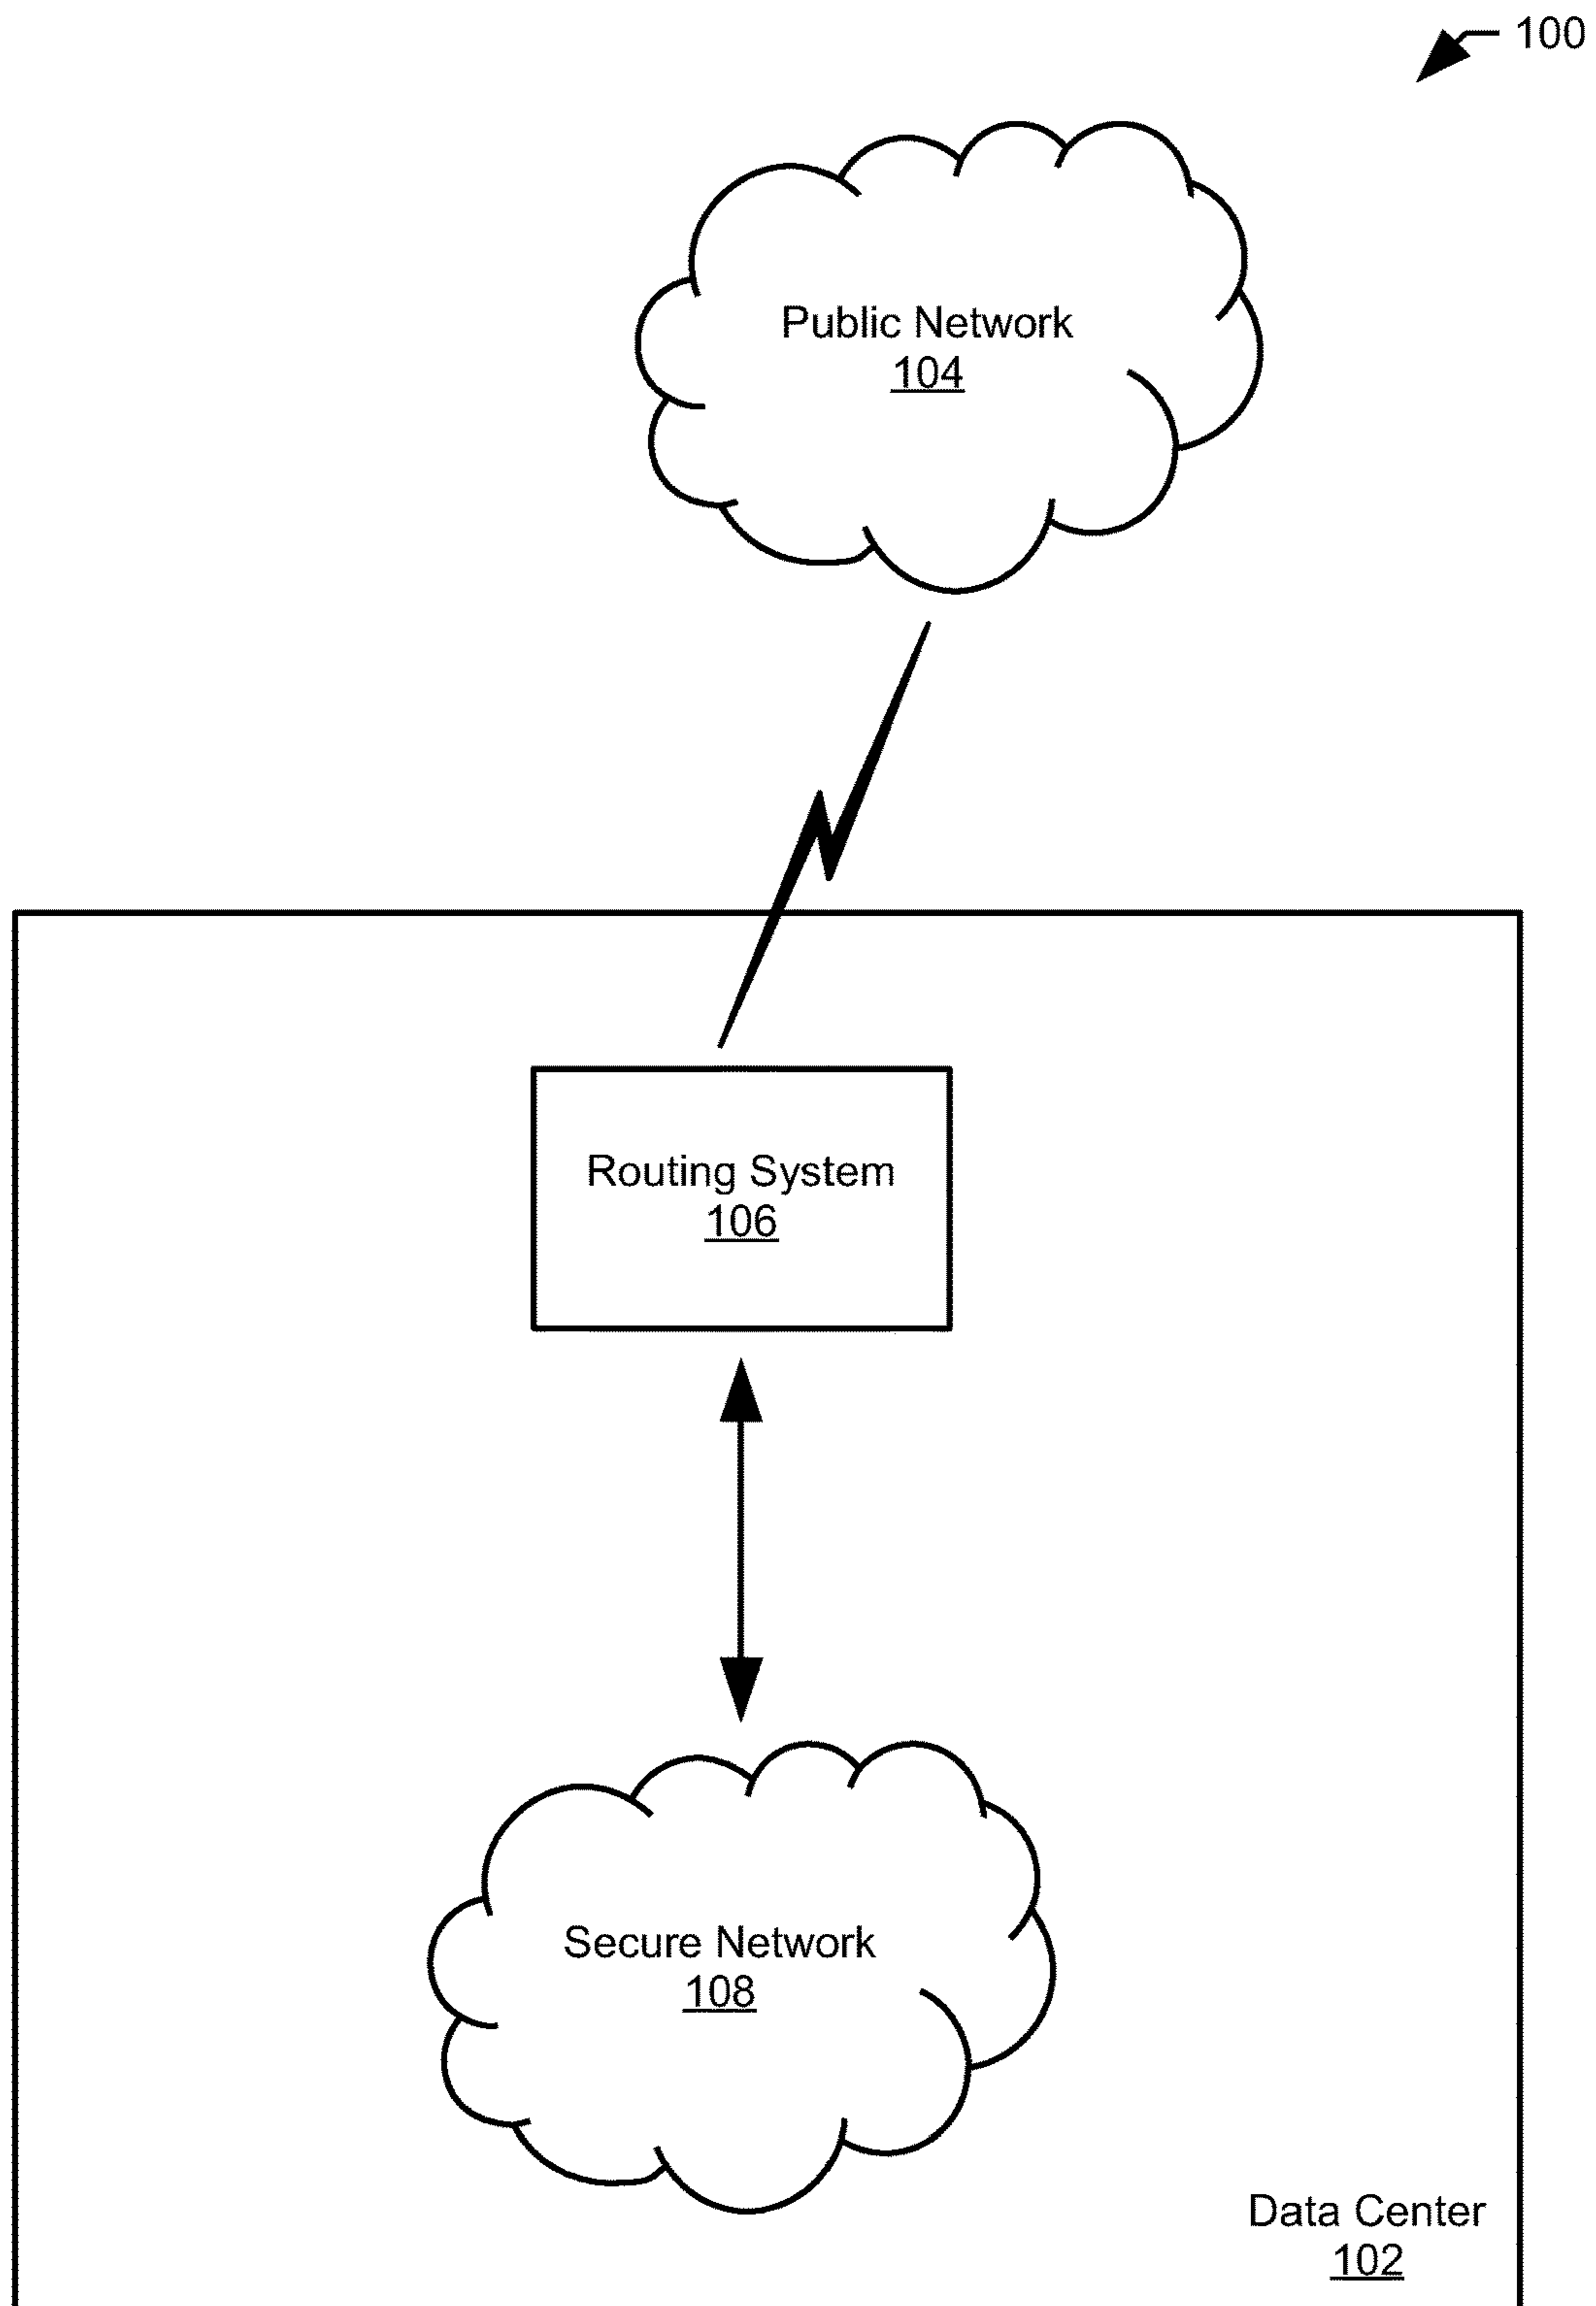 100
Public Network
104
Routing System
106
Secure Network
108
Data Center
102